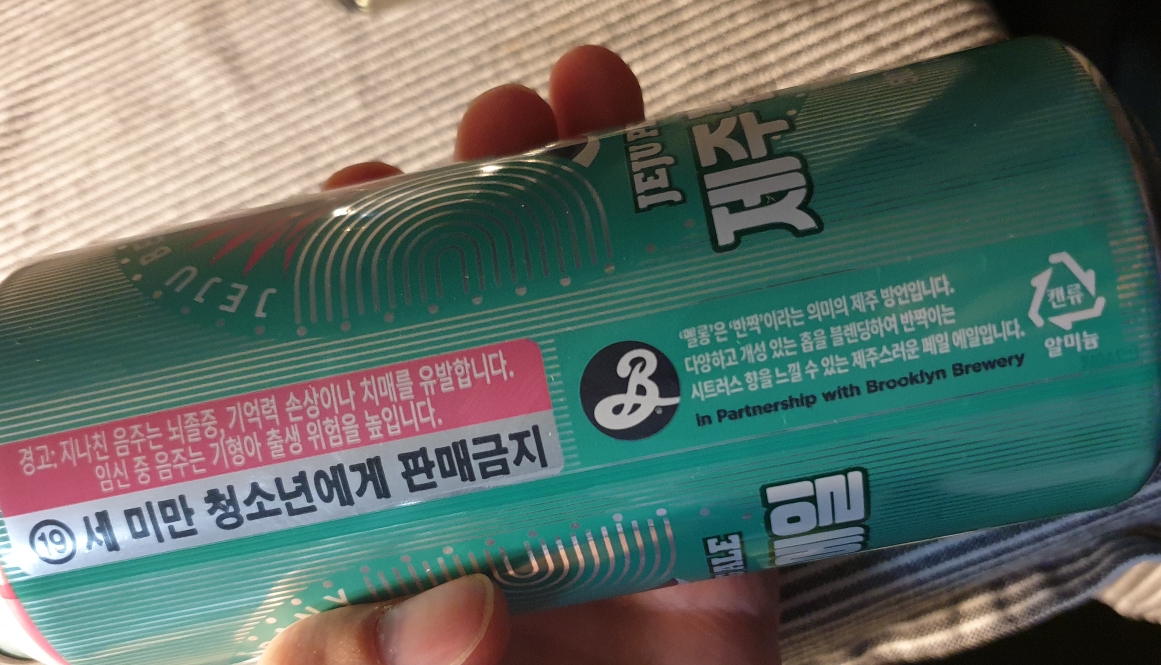 JEJU
제주
JEJU
경고: 지나친 음주는 뇌졸중, 기억력 손상이나 치매를 유발합니다.
임신 중 음주는 기형아 출생 위험을 높입니다.
19 세 미만 청소년에게 판매금지
B
'멜롱'은 '반짝'이라는 의미의 제주 방언입니다.
다양하고 개성 있는 홉을 블렌딩하여 반짝이는
시트러스 향을 느낄 수 있는 제주스러운 페일 에일입니다.
in Partnership with Brooklyn Brewery
캔류
알미늄
ALE
에일